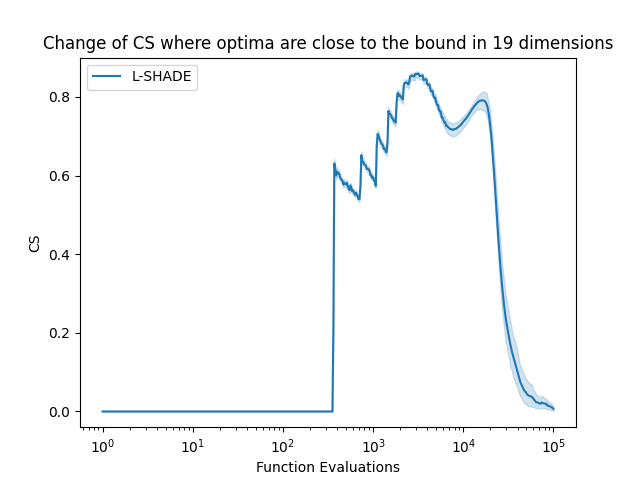 Change of CS where optima are close to the bound in 19 dimensions
L-SHADE
0.8
0.6
0.4
0.2
0.0
CS
10⁰ 10¹ 10² 10³ 10⁴ 10⁵
Function Evaluations